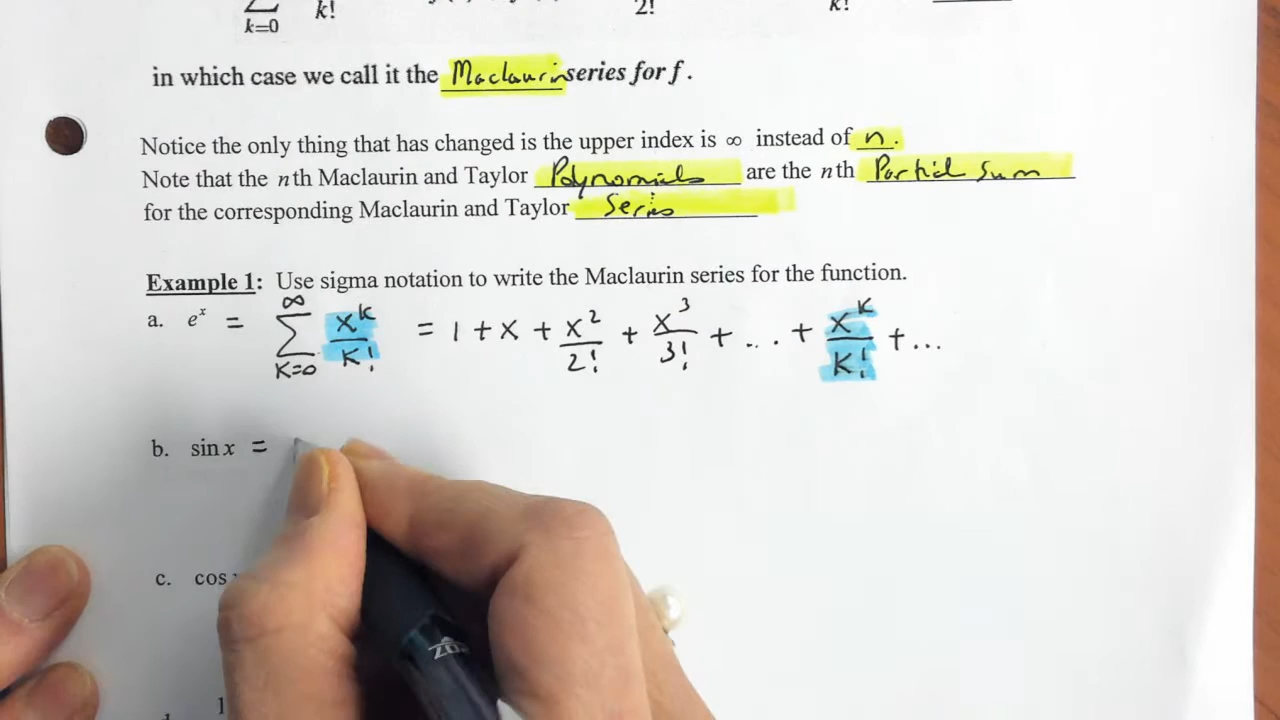 ∑ k=0 k! 2! k!
in which case we call it the Maclaurin series for f.
Notice the only thing that has changed is the upper index is ∞ instead of n.
Note that the nth Maclaurin and Taylor Polynomials are the nth Partial Sum
for the corresponding Maclaurin and Taylor Series
Example 1: Use sigma notation to write the Maclaurin series for the function.
a. e^x = ∑_{K=0}^{∞} x^k/K! = 1 + x + x^2/2! + x^3/3! + ... + x^k/K! + ...
b. sin x =
c. cos
1